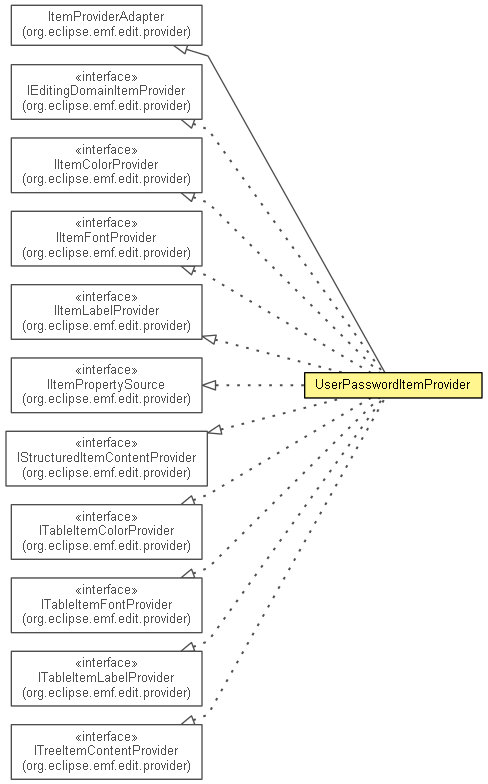 ItemProviderAdapter
(org.eclipse.emf.edit.provider)
«interface»
IEditingDomainItemProvider
(org.eclipse.emf.edit.provider)
«interface»
IItemColorProvider
(org.eclipse.emf.edit.provider)
«interface»
IItemFontProvider
(org.eclipse.emf.edit.provider)
«interface»
IItemLabelProvider
(org.eclipse.emf.edit.provider)
«interface»
IItemPropertySource
(org.eclipse.emf.edit.provider)
UserPasswordItemProvider
«interface»
IStructuredItemContentProvider
(org.eclipse.emf.edit.provider)
«interface»
ITableItemColorProvider
(org.eclipse.emf.edit.provider)
«interface»
ITableItemFontProvider
(org.eclipse.emf.edit.provider)
«interface»
ITableItemLabelProvider
(org.eclipse.emf.edit.provider)
«interface»
ITreeItemContentProvider
(org.eclipse.emf.edit.provider)